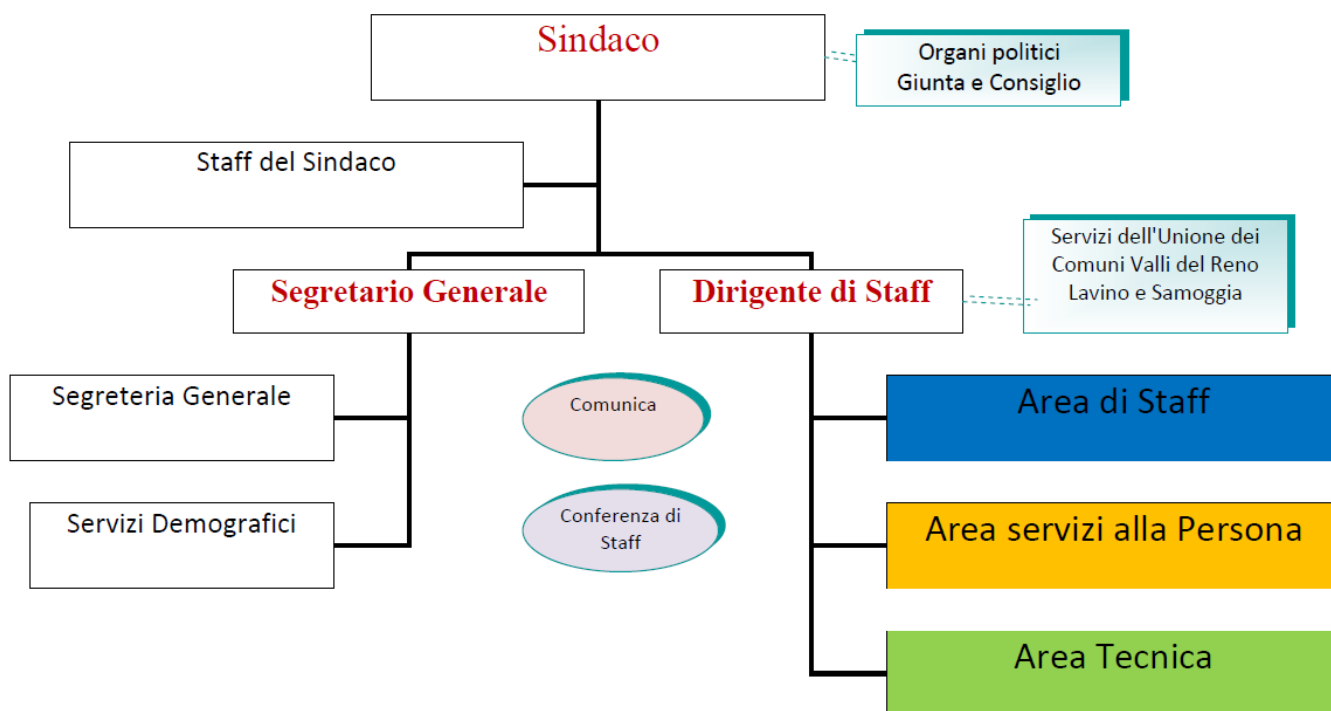 Sindaco
Organi politici
Giunta e Consiglio
Staff del Sindaco
Servizi dell'Unione dei
Comuni Valli del Reno
Lavino e Samoggia
Segretario Generale
Dirigente di Staff
Segreteria Generale
Comunica
Area di Staff
Servizi Demografici
Conferenza di
Staff
Area servizi alla Persona
Area Tecnica